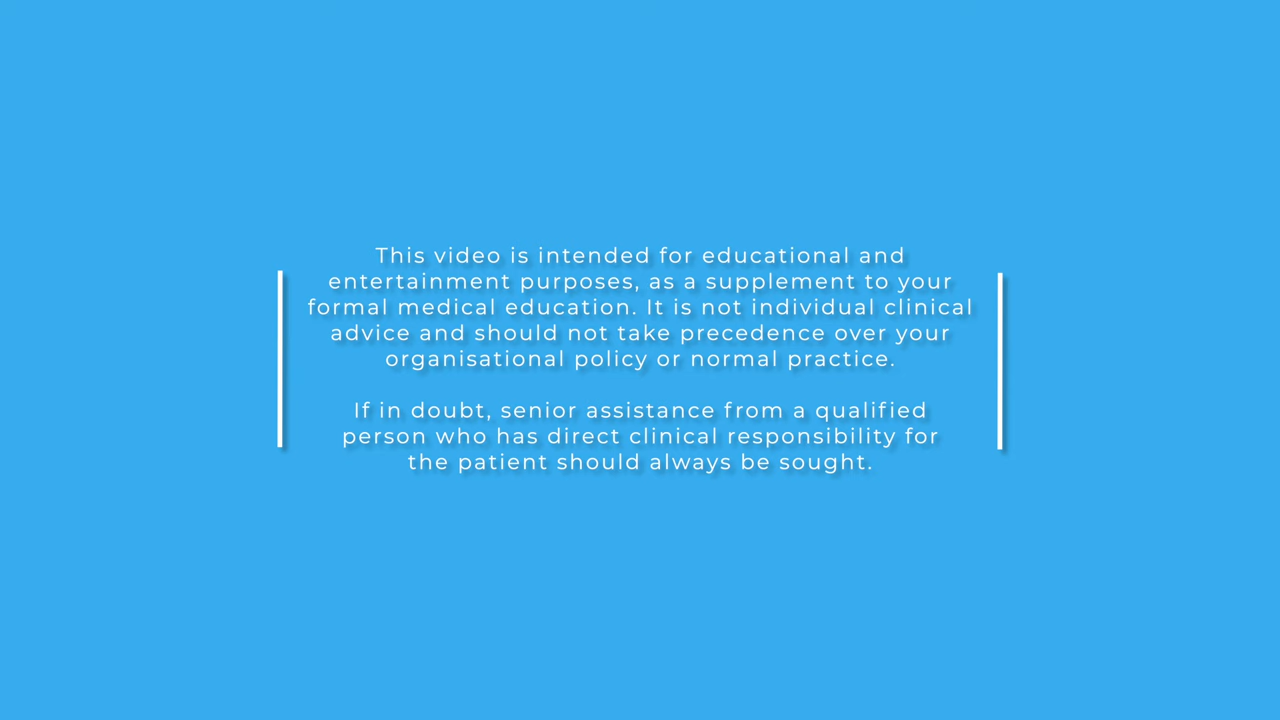 This video is intended for educational and
entertainment purposes, as a supplement to your
formal medical education. It is not individual clinical
advice and should not take precedence over your
organisational policy or normal practice.
If in doubt, senior assistance from a qualified
person who has direct clinical responsibility for
the patient should always be sought.